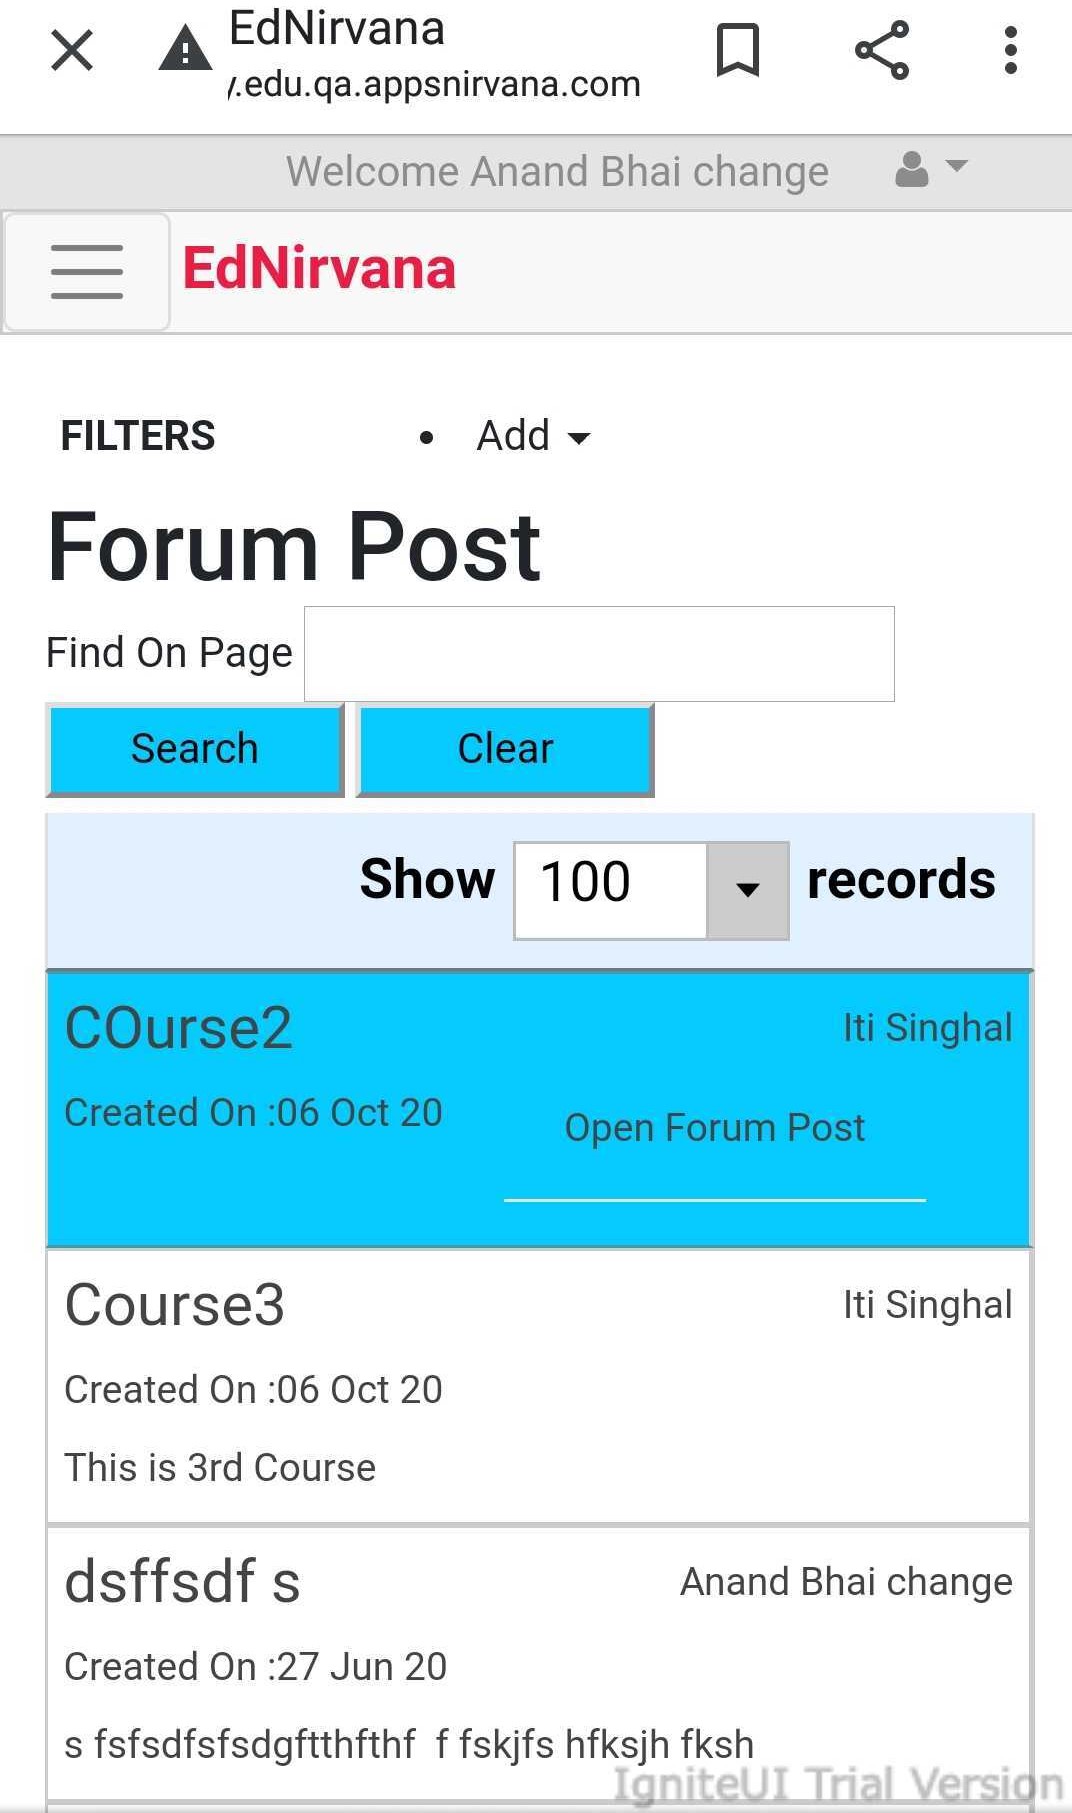 EdNirvana
y.edu.qa.appsnirvana.com
Welcome Anand Bhai change
EdNirvana
FILTERS • Add
Forum Post
Find On Page
Search Clear
Show 100 records
COurse2 Iti Singhal
Created On :06 Oct 20
Open Forum Post
Course3 Iti Singhal
Created On :06 Oct 20
This is 3rd Course
dsffsdf s Anand Bhai change
Created On :27 Jun 20
s fsfsdfsfsdgftthfthf  f fskjfs hfksjh fksh
IgniteUI Trial Version